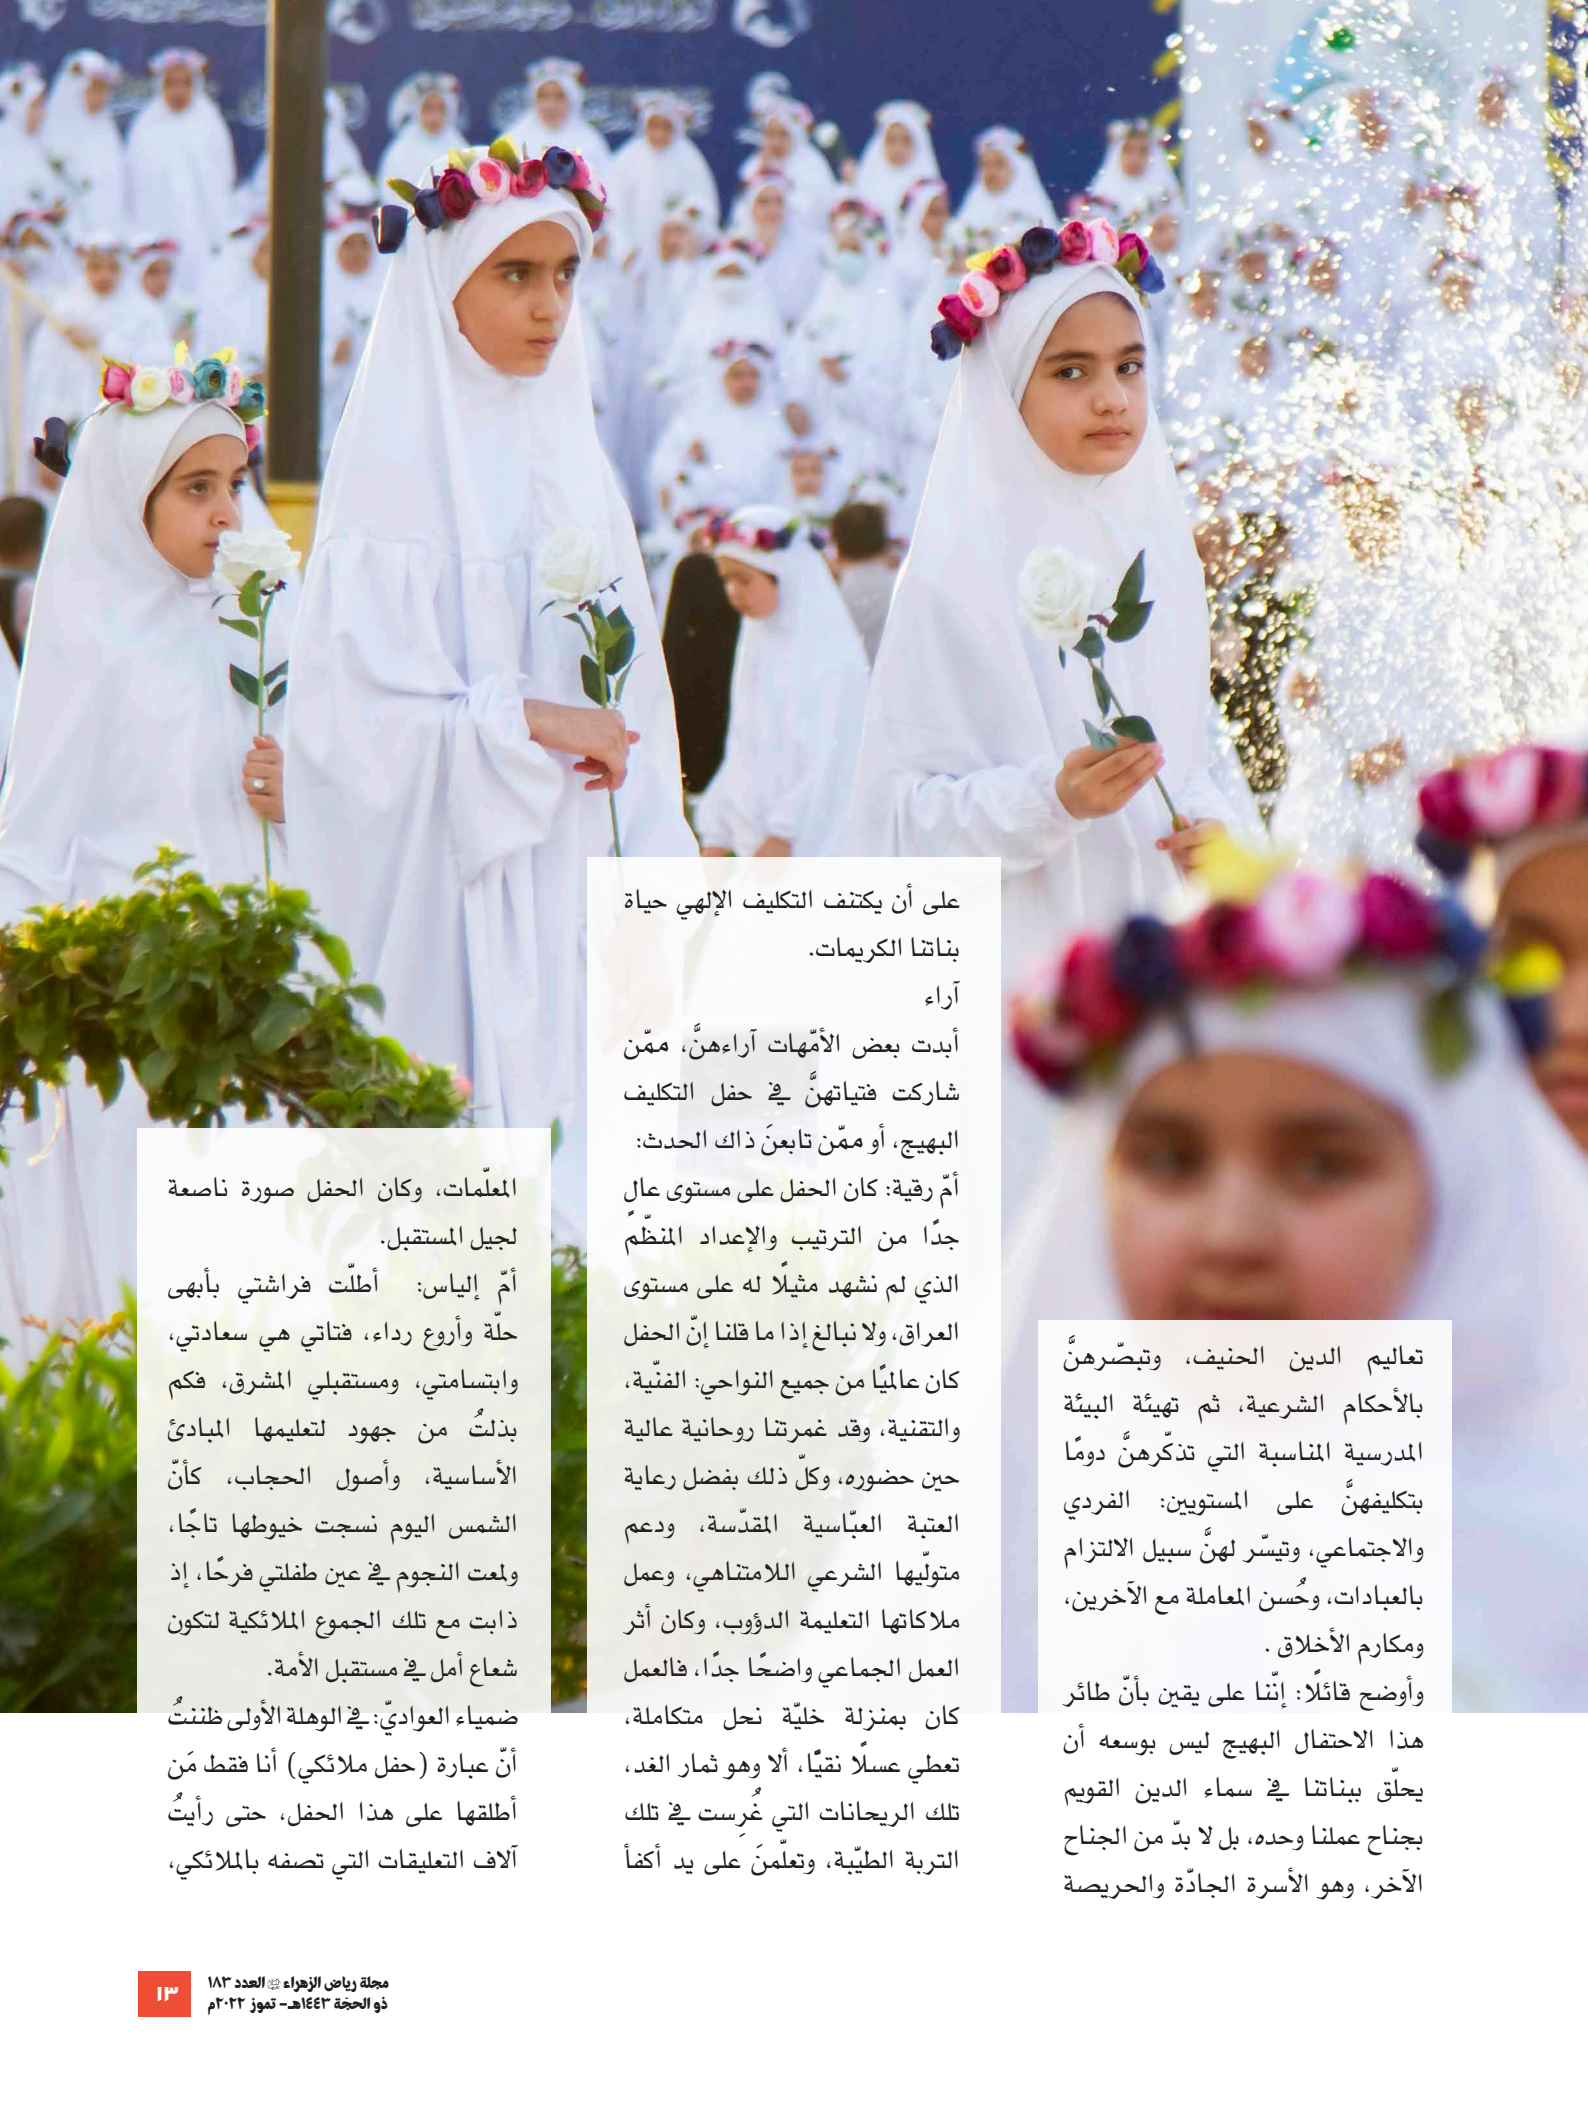 تعاليم الدين الحنيف، وتبصّرهنَّ
بالأحكام الشرعية، ثم تهيئة البيئة
المدرسية المناسبة التي تذكّرهنَّ دومًا
بتكليفهنَّ على المستويين: الفردي
والاجتماعي، وتيسّر لهنَّ سبيل الالتزام
بالعبادات، وحُسن المعاملة مع الآخرين،
ومكارم الأخلاق .
وأوضح قائلًا: إنّنا على يقين بأنّ طائر
هذا الاحتفال البهيج ليس بوسعه أن
يحلّق ببناتنا في سماء الدين القويم
بجناح عملنا وحده، بل لا بدّ من الجناح
الآخر، وهو الأسرة الجادّة والحريصة
على أن يكتنف التكليف الإلهي حياة
بناتنا الكريمات.
آراء
أبدت بعض الأمّهات آراءهنَّ، ممّن
شاركت فتياتهنَّ في حفل التكليف
البهيج، أو ممّن تابعنَ ذاك الحدث:
أمّ رقية: كان الحفل على مستوى عالٍ
جدًا من الترتيب والإعداد المنظّم
الذي لم نشهد مثيلًا له على مستوى
العراق، ولا نبالغ إذا ما قلنا إنّ الحفل
كان عالميًا من جميع النواحي: الفنّية،
والتقنية، وقد غمرتنا روحانية عالية
حين حضوره، وكلّ ذلك بفضل رعاية
العتبة العبّاسية المقدّسة، ودعم
متولّيها الشرعي اللامتناهي، وعمل
ملاكاتها التعليمة الدؤوب، وكان أثر
العمل الجماعي واضحًا جدًا، فالعمل
كان بمنزلة خليّة نحل متكاملة،
تعطي عسلًا نقيًّا، ألا وهو ثمار الغد،
تلك الريحانات التي غُرِست في تلك
التربة الطيّبة، وتعلّمنَ على يد أكفأ
المعلّمات، وكان الحفل صورة ناصعة
لجيل المستقبل.
أمّ إلياس: أطلّت فراشتي بأبهى
حلّة وأروع رداء، فتاتي هي سعادتي،
وابتسامتي، ومستقبلي المشرق، فكم
بذلتُ من جهود لتعليمها المبادئ
الأساسية، وأصول الحجاب، كأنّ
الشمس اليوم نسجت خيوطها تاجًا،
ولمعت النجوم في عين طفلتي فرحًا، إذ
ذابت مع تلك الجموع الملائكية لتكون
شعاع أمل في مستقبل الأمة.
ضمياء العواديّ: في الوهلة الأولى ظننتُ
أنّ عبارة (حفل ملائكي) أنا فقط مَن
أطلقها على هذا الحفل، حتى رأيتُ
آلاف التعليقات التي تصفه بالملائكي،
مجلة رياض الزهراء العدد ١٨٣
ذو الحجّة ١٤٤٣هـ - تموز ٢٠٢٢م
١٣